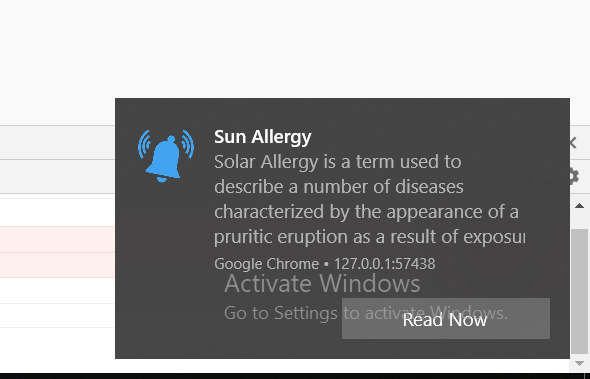 Sun Allergy
Solar Allergy is a term used to
describe a number of diseases
characterized by the appearance of a
pruritic eruption as a result of
Google Chrome • 127.0.0.1:57438
Activate Windows
Go to Settings to activate Windows.
Read Now